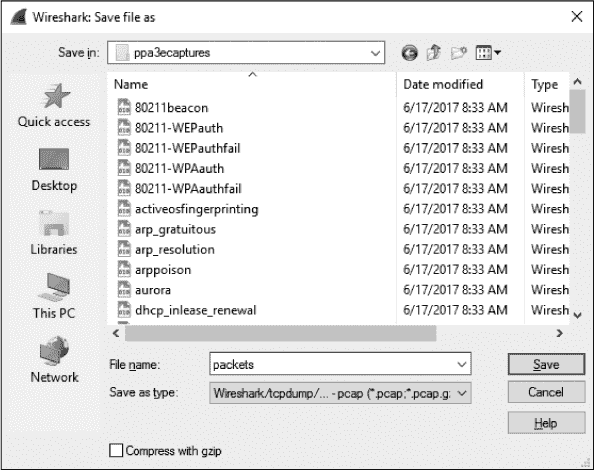 Wireshark: Save file as
Save in: ppa3ecaptures
Name Date modified Type
80211beacon 6/17/2017 8:33 AM Wiresh
80211-WEPauth 6/17/2017 8:33 AM Wiresh
80211-WEPauthfail 6/17/2017 8:33 AM Wiresh
80211-WPAauth 6/17/2017 8:33 AM Wiresh
80211-WPAauthfail 6/17/2017 8:33 AM Wiresh
activeosfingerprinting 6/17/2017 8:33 AM Wiresh
arp_gratuitous 6/17/2017 8:33 AM Wiresh
arp_resolution 6/17/2017 8:33 AM Wiresh
arppoison 6/17/2017 8:33 AM Wiresh
aurora 6/17/2017 8:33 AM Wiresh
dhcp_inlease_renewal 6/17/2017 8:33 AM Wiresh
Quick access
Desktop
Libraries
This PC
Network
File name: packets Save
Save as type: Wireshark/tcpdump/... - pcap (*.pcap;*.pcap.g: Cancel
Help
Compress with gzip